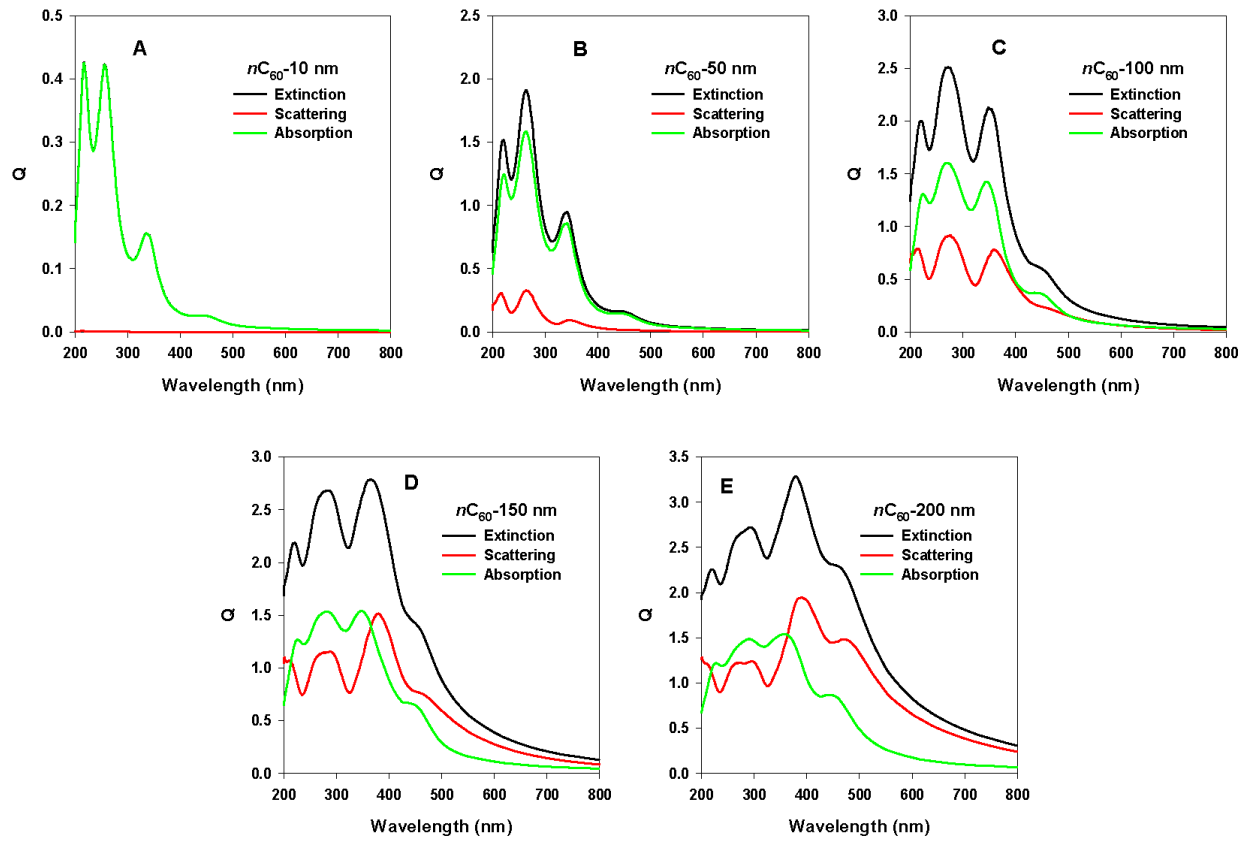 A
nC60-10 nm
Extinction
Scattering
Absorption
0.5
0.4
0.3
0.2
0.1
0.0
Q
200 300 400 500 600 700 800
Wavelength (nm)
B
nC60-50 nm
Extinction
Scattering
Absorption
2.5
2.0
1.5
1.0
0.5
0.0
Q
200 300 400 500 600 700 800
Wavelength (nm)
C
nC60-100 nm
Extinction
Scattering
Absorption
3.0
2.5
2.0
1.5
1.0
0.5
0.0
Q
200 300 400 500 600 700 800
Wavelength (nm)
D
nC60-150 nm
Extinction
Scattering
Absorption
3.0
2.5
2.0
1.5
1.0
0.5
0.0
Q
200 300 400 500 600 700 800
Wavelength (nm)
E
nC60-200 nm
Extinction
Scattering
Absorption
3.5
3.0
2.5
2.0
1.5
1.0
0.5
0.0
Q
200 300 400 500 600 700 800
Wavelength (nm)